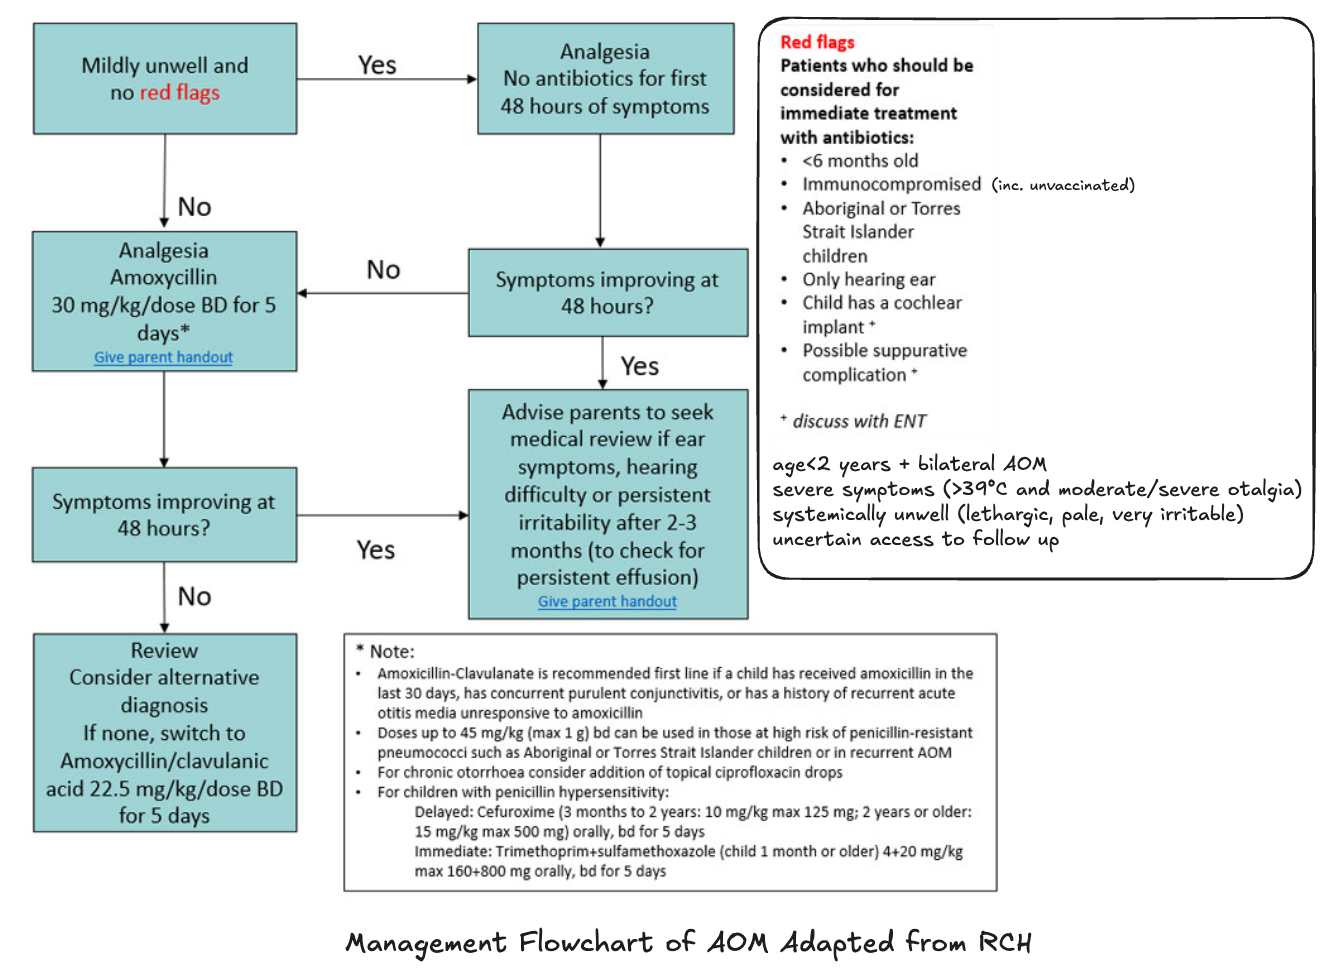 Mildly unwell and
no red flags
Yes
Analgesia
No antibiotics for first
48 hours of symptoms
No
Analgesia
Amoxycillin
30 mg/kg/dose BD for 5
days*
Give parent handout
No
Symptoms improving at
48 hours?
Yes
Advise parents to seek
medical review if ear
symptoms, hearing
difficulty or persistent
irritability after 2-3
months (to check for
persistent effusion)
Give parent handout
Symptoms improving at
48 hours?
Yes
No
Review
Consider alternative
diagnosis
If none, switch to
Amoxycillin/clavulanic
acid 22.5 mg/kg/dose BD
for 5 days
Red flags
Patients who should be
considered for
immediate treatment
with antibiotics:
• <6 months old
• Immunocompromised (inc. unvaccinated)
• Aboriginal or Torres
Strait Islander
children
• Only hearing ear
• Child has a cochlear
implant +
• Possible suppurative
complication +
+ discuss with ENT
age<2 years + bilateral AOM
severe symptoms (>39°C and moderate/severe otalgia)
systemically unwell (lethargic, pale, very irritable)
uncertain access to follow up
* Note:
• Amoxicillin-Clavulanate is recommended first line if a child has received amoxicillin in the
last 30 days, has concurrent purulent conjunctivitis, or has a history of recurrent acute
otitis media unresponsive to amoxicillin
• Doses up to 45 mg/kg (max 1 g) bd can be used in those at high risk of penicillin-resistant
pneumococci such as Aboriginal or Torres Strait Islander children or in recurrent AOM
• For chronic otorrhoea consider addition of topical ciprofloxacin drops
• For children with penicillin hypersensitivity:
Delayed: Cefuroxime (3 months to 2 years: 10 mg/kg max 125 mg; 2 years or older:
15 mg/kg max 500 mg) orally, bd for 5 days
Immediate: Trimethoprim+sulfamethoxazole (child 1 month or older) 4+20 mg/kg
max 160+800 mg orally, bd for 5 days
Management Flowchart of AOM Adapted from RCH